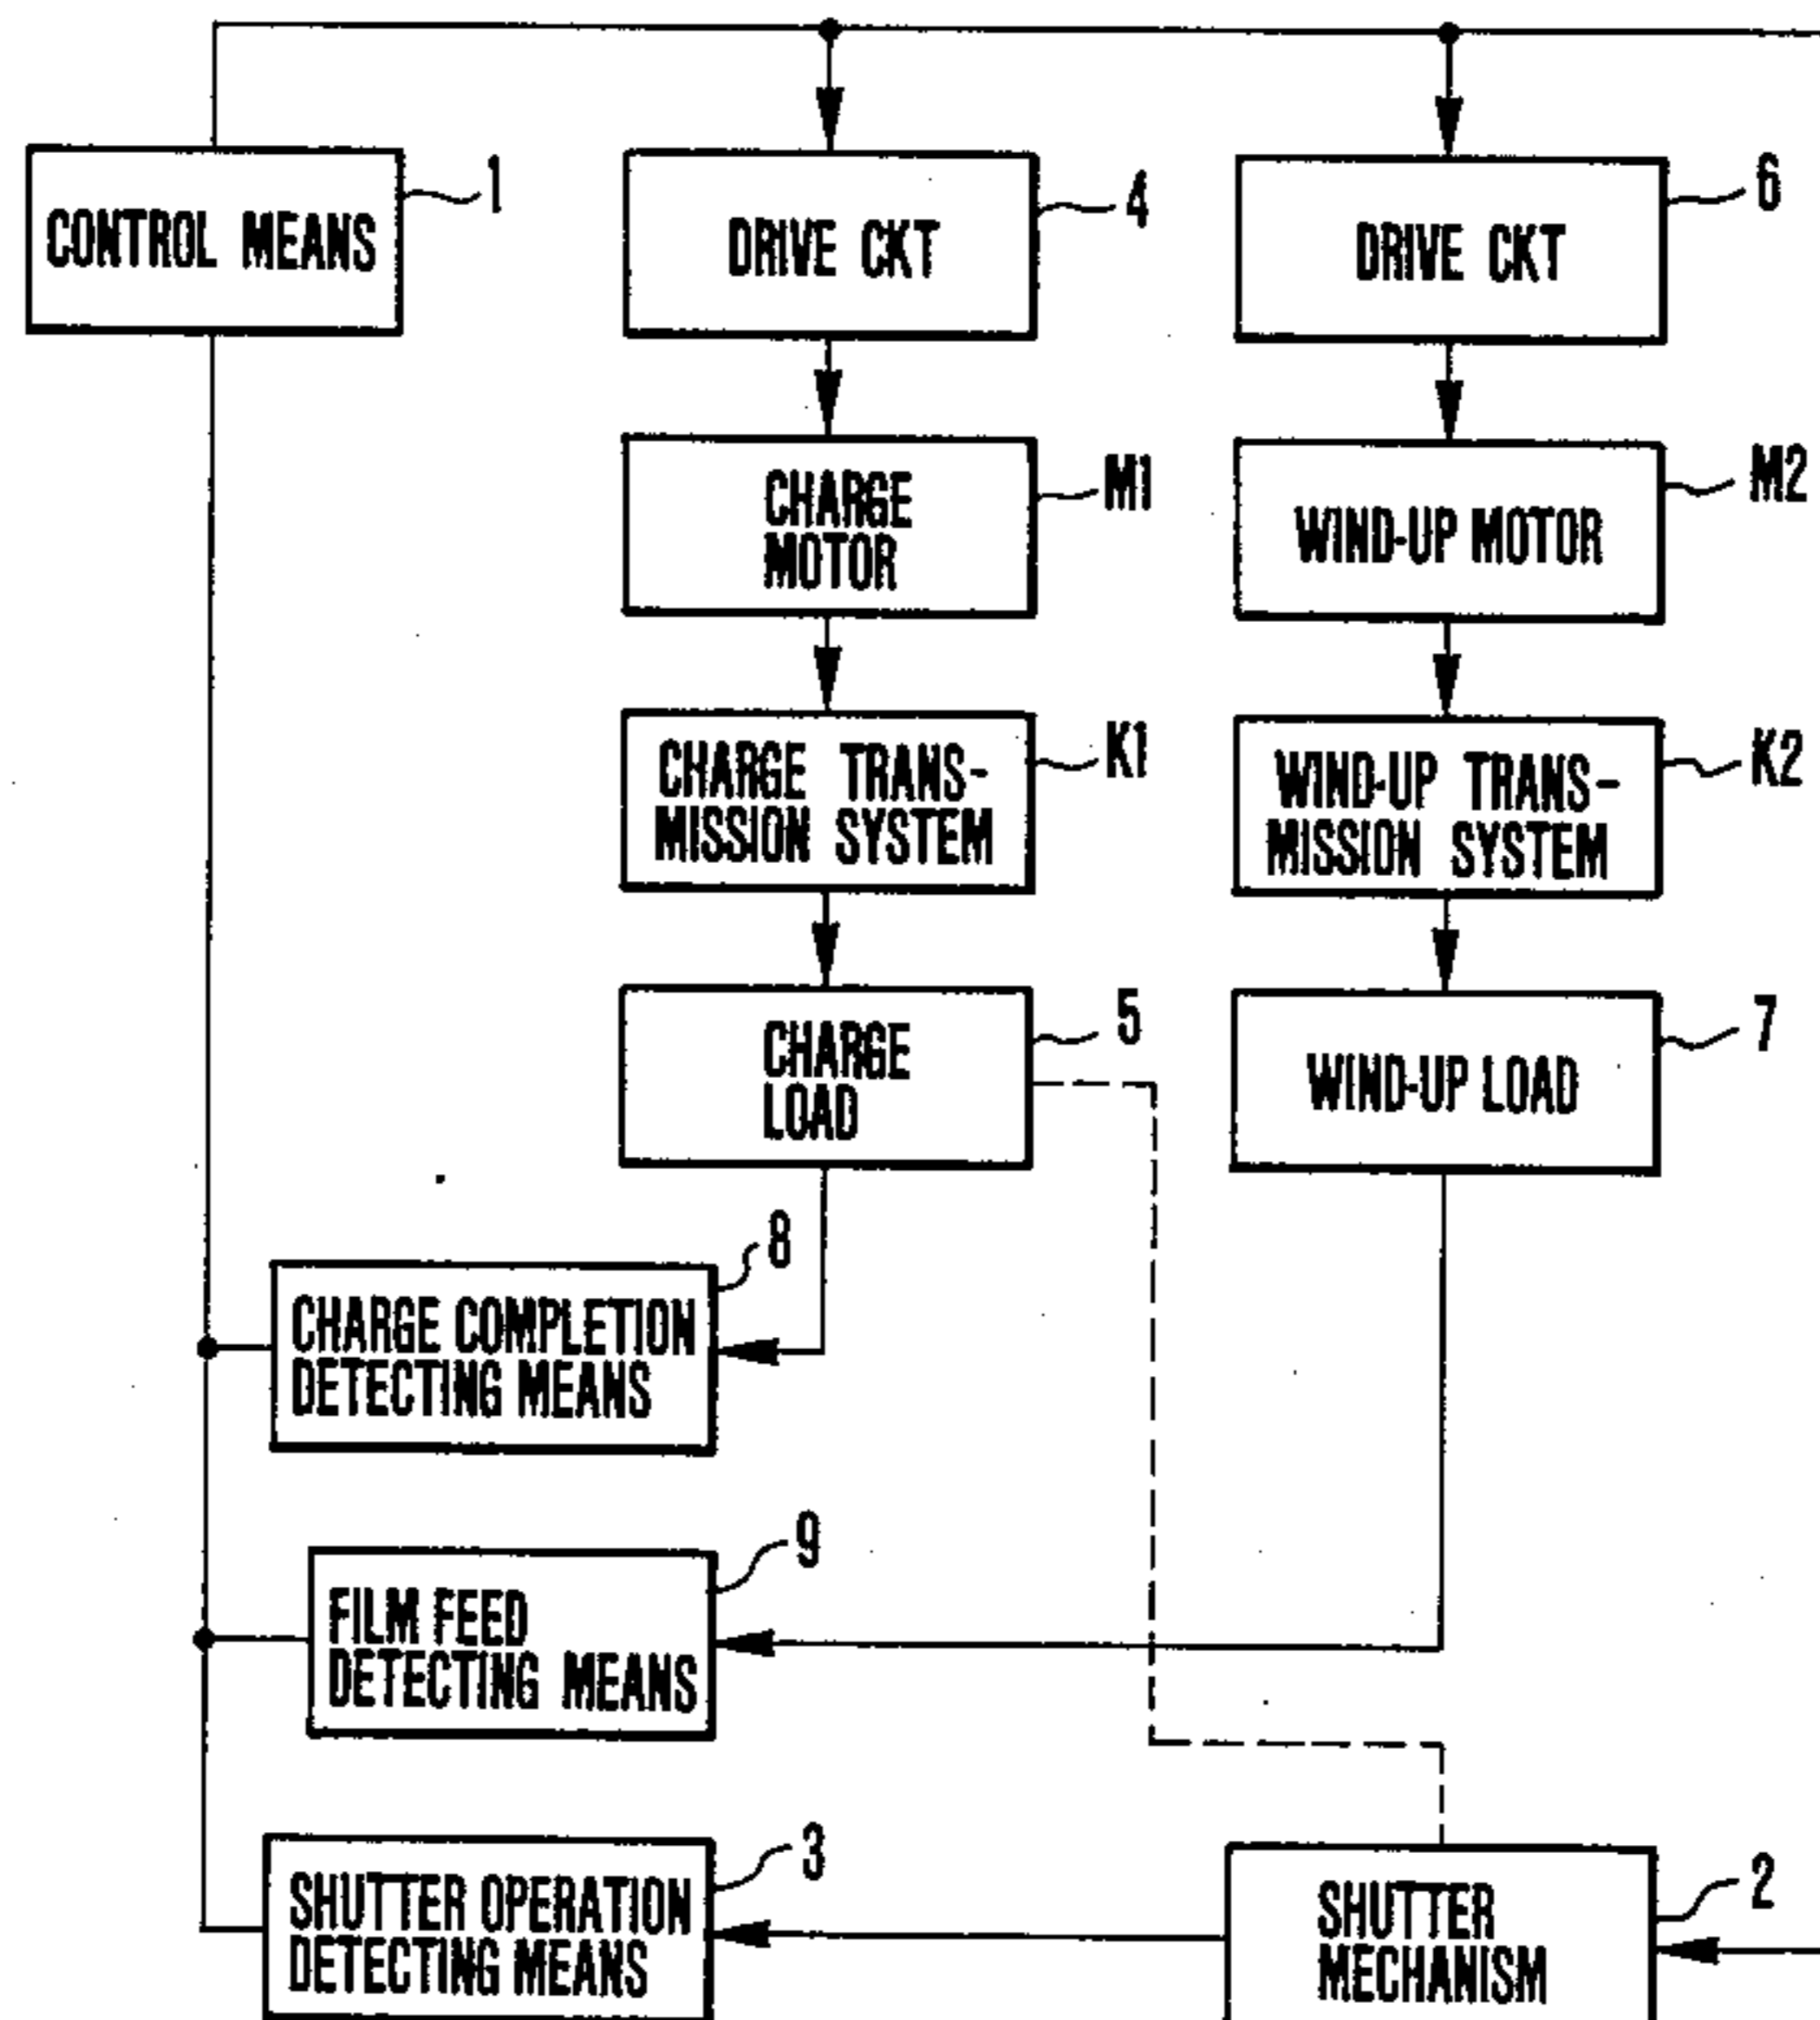 CONTROL MEANS
1
DRIVE CKT
4
DRIVE CKT
6
CHARGE
MOTOR
M1
WIND-UP MOTOR
M2
CHARGE TRANS-
MISSION SYSTEM
K1
WIND-UP TRANS-
MISSION SYSTEM
K2
CHARGE
LOAD
5
WIND-UP LOAD
7
CHARGE COMPLETION
DETECTING MEANS
8
FILM FEED
DETECTING MEANS
9
SHUTTER OPERATION
DETECTING MEANS
3
SHUTTER
MECHANISM
2